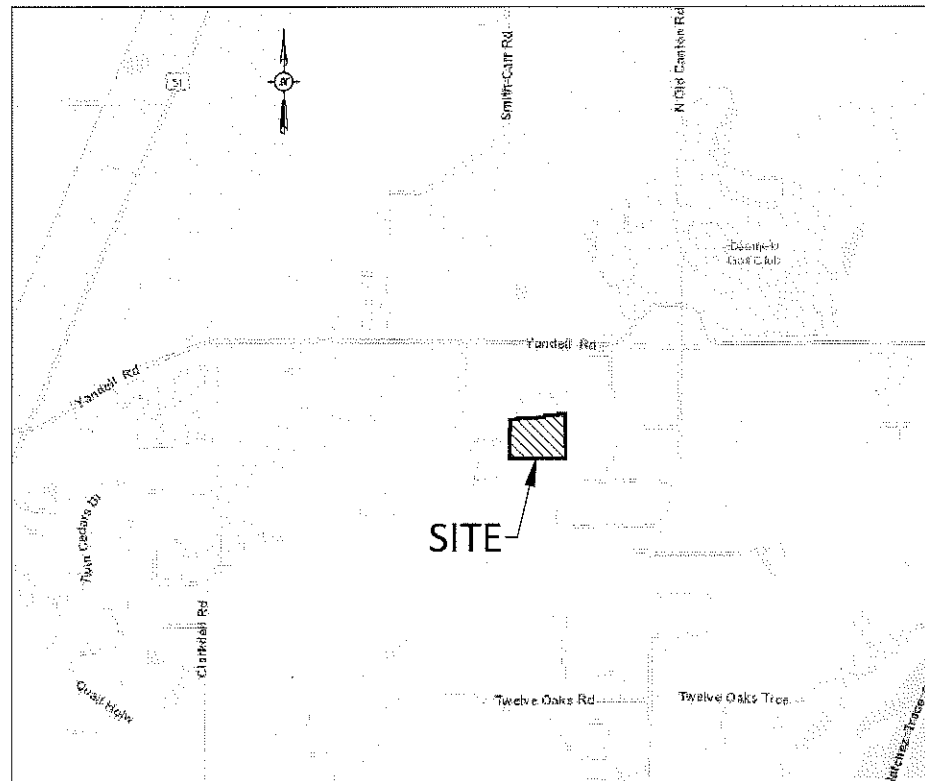 51
N
Smith-Carr Rd
N Old Canton Rd
Golf Club
Yandell Rd
Yandell Rd
SITE
Twin Cedars Dr
Clarkdell Rd
Quail Holw
Twelve Oaks Rd
Twelve Oaks Trce
Natchez Trace